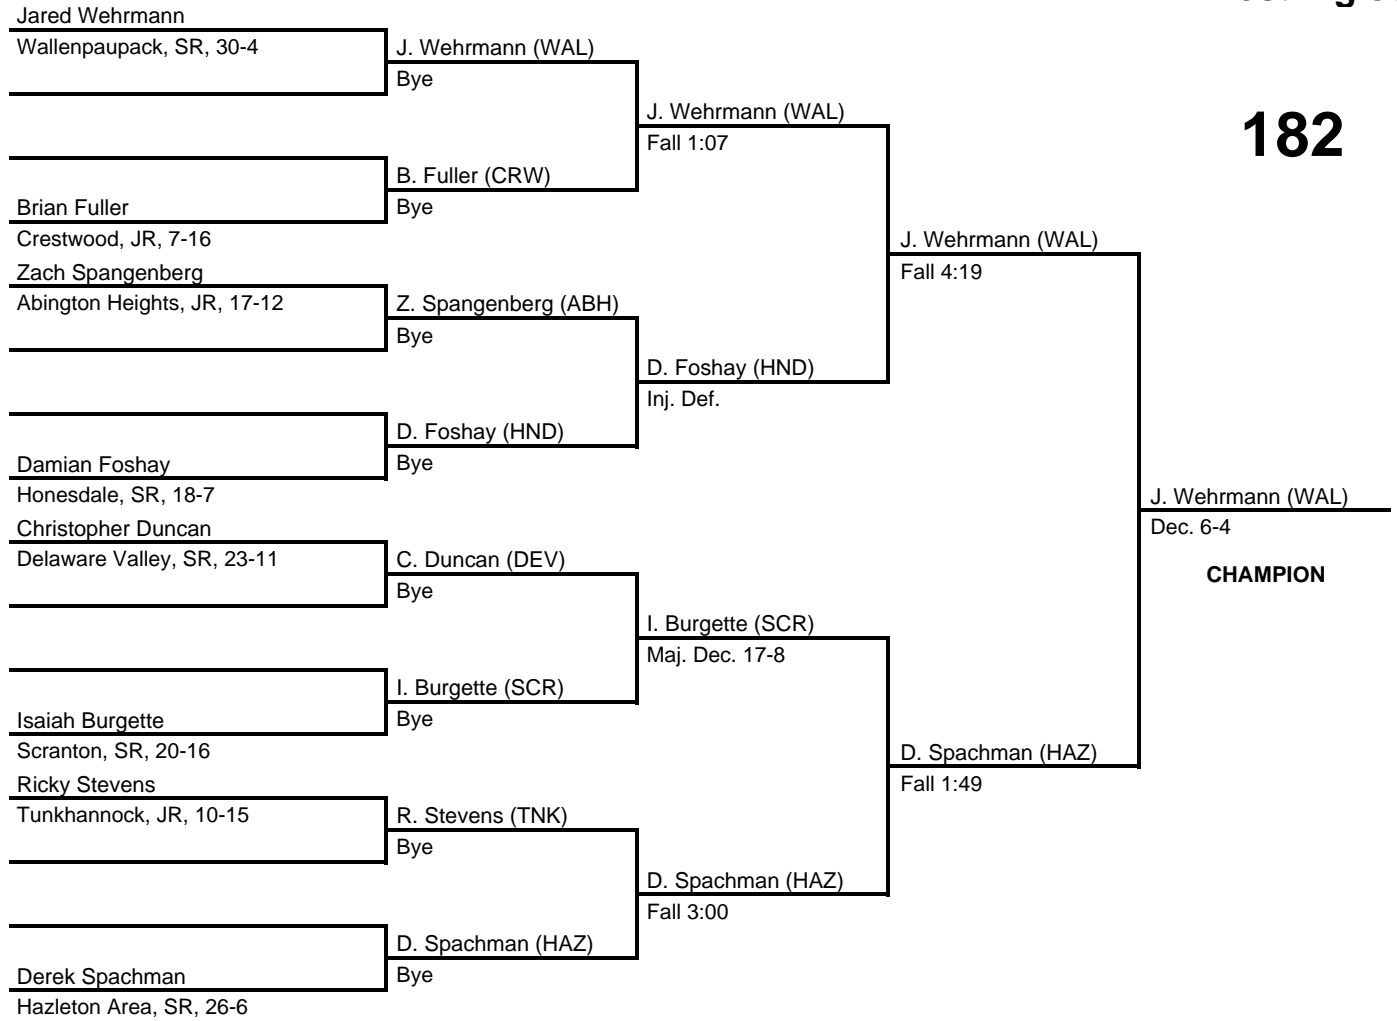 Jared Wehrmann
Wallenpaupack, SR, 30-4
J. Wehrmann (WAL)
Bye
J. Wehrmann (WAL)
Fall 1:07
182
B. Fuller (CRW)
Brian Fuller
Bye
Crestwood, JR, 7-16
J. Wehrmann (WAL)
Zach Spangenberg
Fall 4:19
Abington Heights, JR, 17-12
Z. Spangenberg (ABH)
Bye
D. Foshay (HND)
Inj. Def.
D. Foshay (HND)
Damian Foshay
Bye
Honesdale, SR, 18-7
J. Wehrmann (WAL)
Christopher Duncan
Dec. 6-4
Delaware Valley, SR, 23-11
C. Duncan (DEV)
CHAMPION
Bye
I. Burgette (SCR)
Maj. Dec. 17-8
I. Burgette (SCR)
Isaiah Burgette
Bye
Scranton, SR, 20-16
D. Spachman (HAZ)
Ricky Stevens
Fall 1:49
Tunkhannock, JR, 10-15
R. Stevens (TNK)
Bye
D. Spachman (HAZ)
Fall 3:00
D. Spachman (HAZ)
Derek Spachman
Bye
Hazleton Area, SR, 26-6